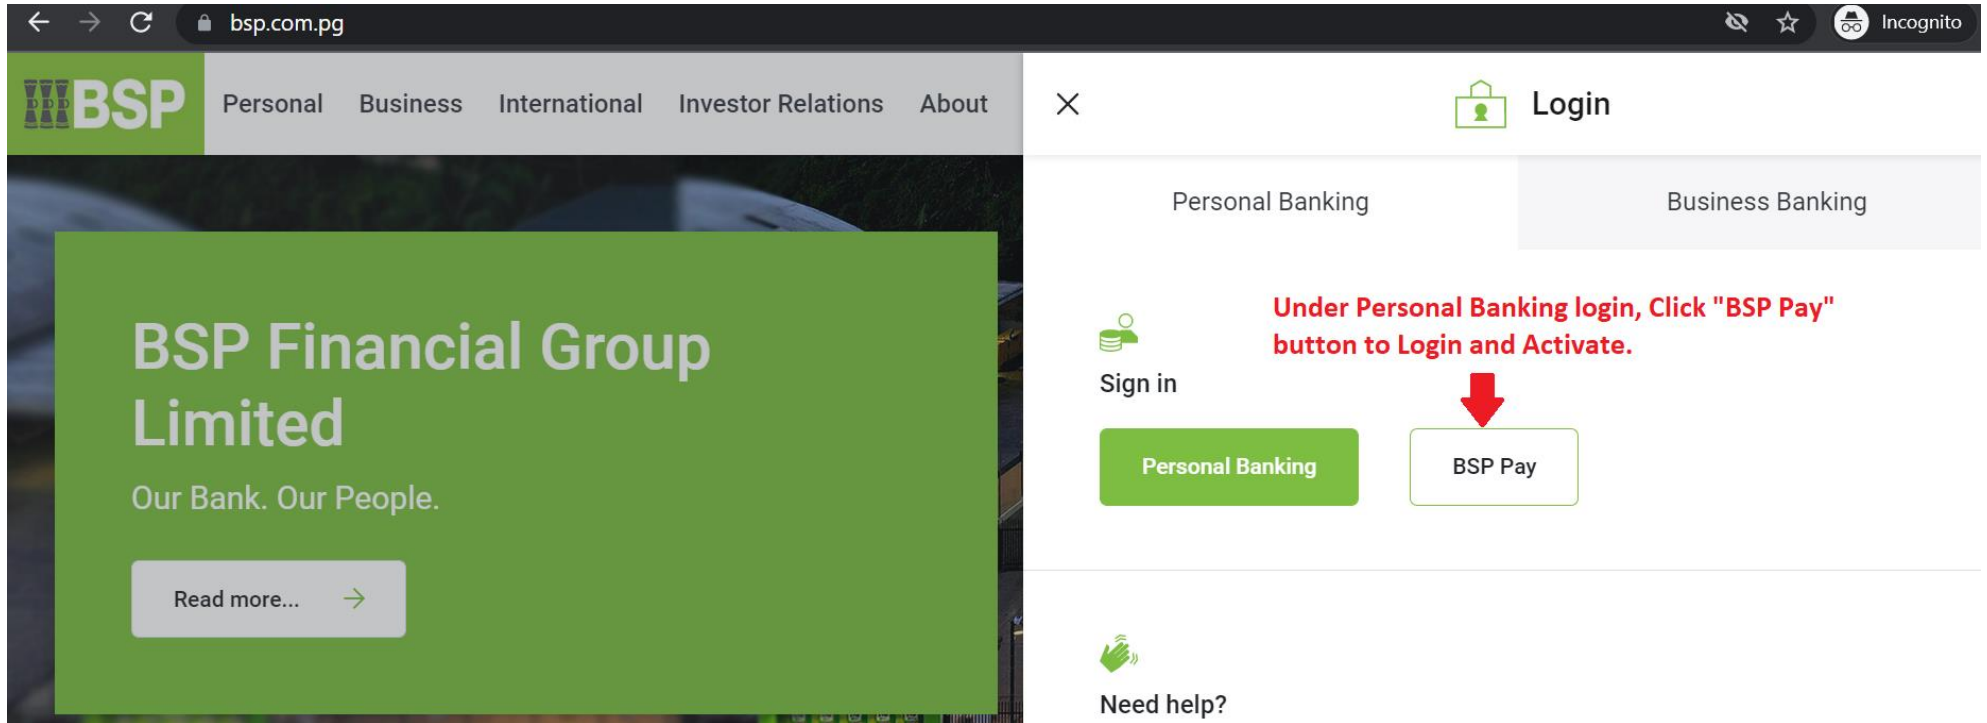 bsp.com.pg
Incognito
BSP
Personal Business International Investor Relations About
Login
Personal Banking
Business Banking
BSP Financial Group
Limited
Our Bank. Our People.
Read more...
Under Personal Banking login, Click "BSP Pay"
button to Login and Activate.
Sign in
Personal Banking
BSP Pay
Need help?